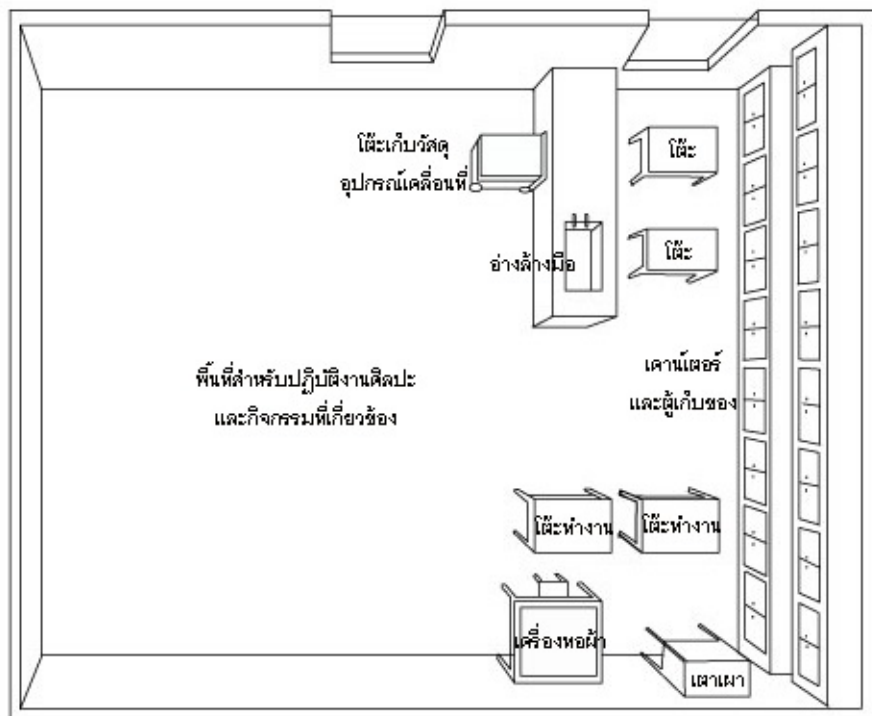 โต๊ะเก็บวัสดุ
อุปกรณ์เคลื่อนที่
โต๊ะ
โต๊ะ
อ่างล้างมือ
พื้นที่สำหรับปฏิบัติงานศิลปะ
และกิจกรรมที่เกี่ยวข้อง
เคาน์เตอร์
และตู้เก็บของ
โต๊ะทำงาน
โต๊ะทำงาน
เครื่องทอผ้า
เตาเผา